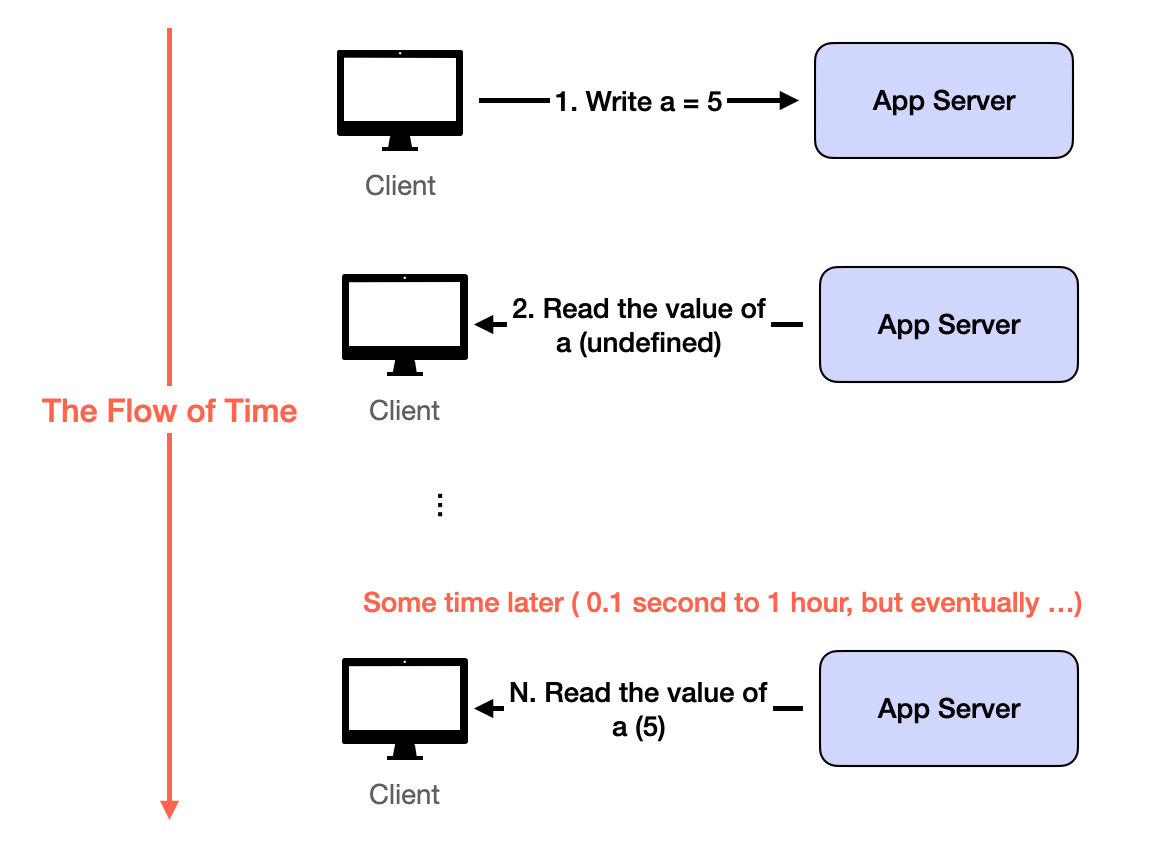 1. Write a = 5
App Server
Client
2. Read the value of
a (undefined)
App Server
The Flow of Time
Client
Some time later ( 0.1 second to 1 hour, but eventually …)
N. Read the value of
a (5)
App Server
Client